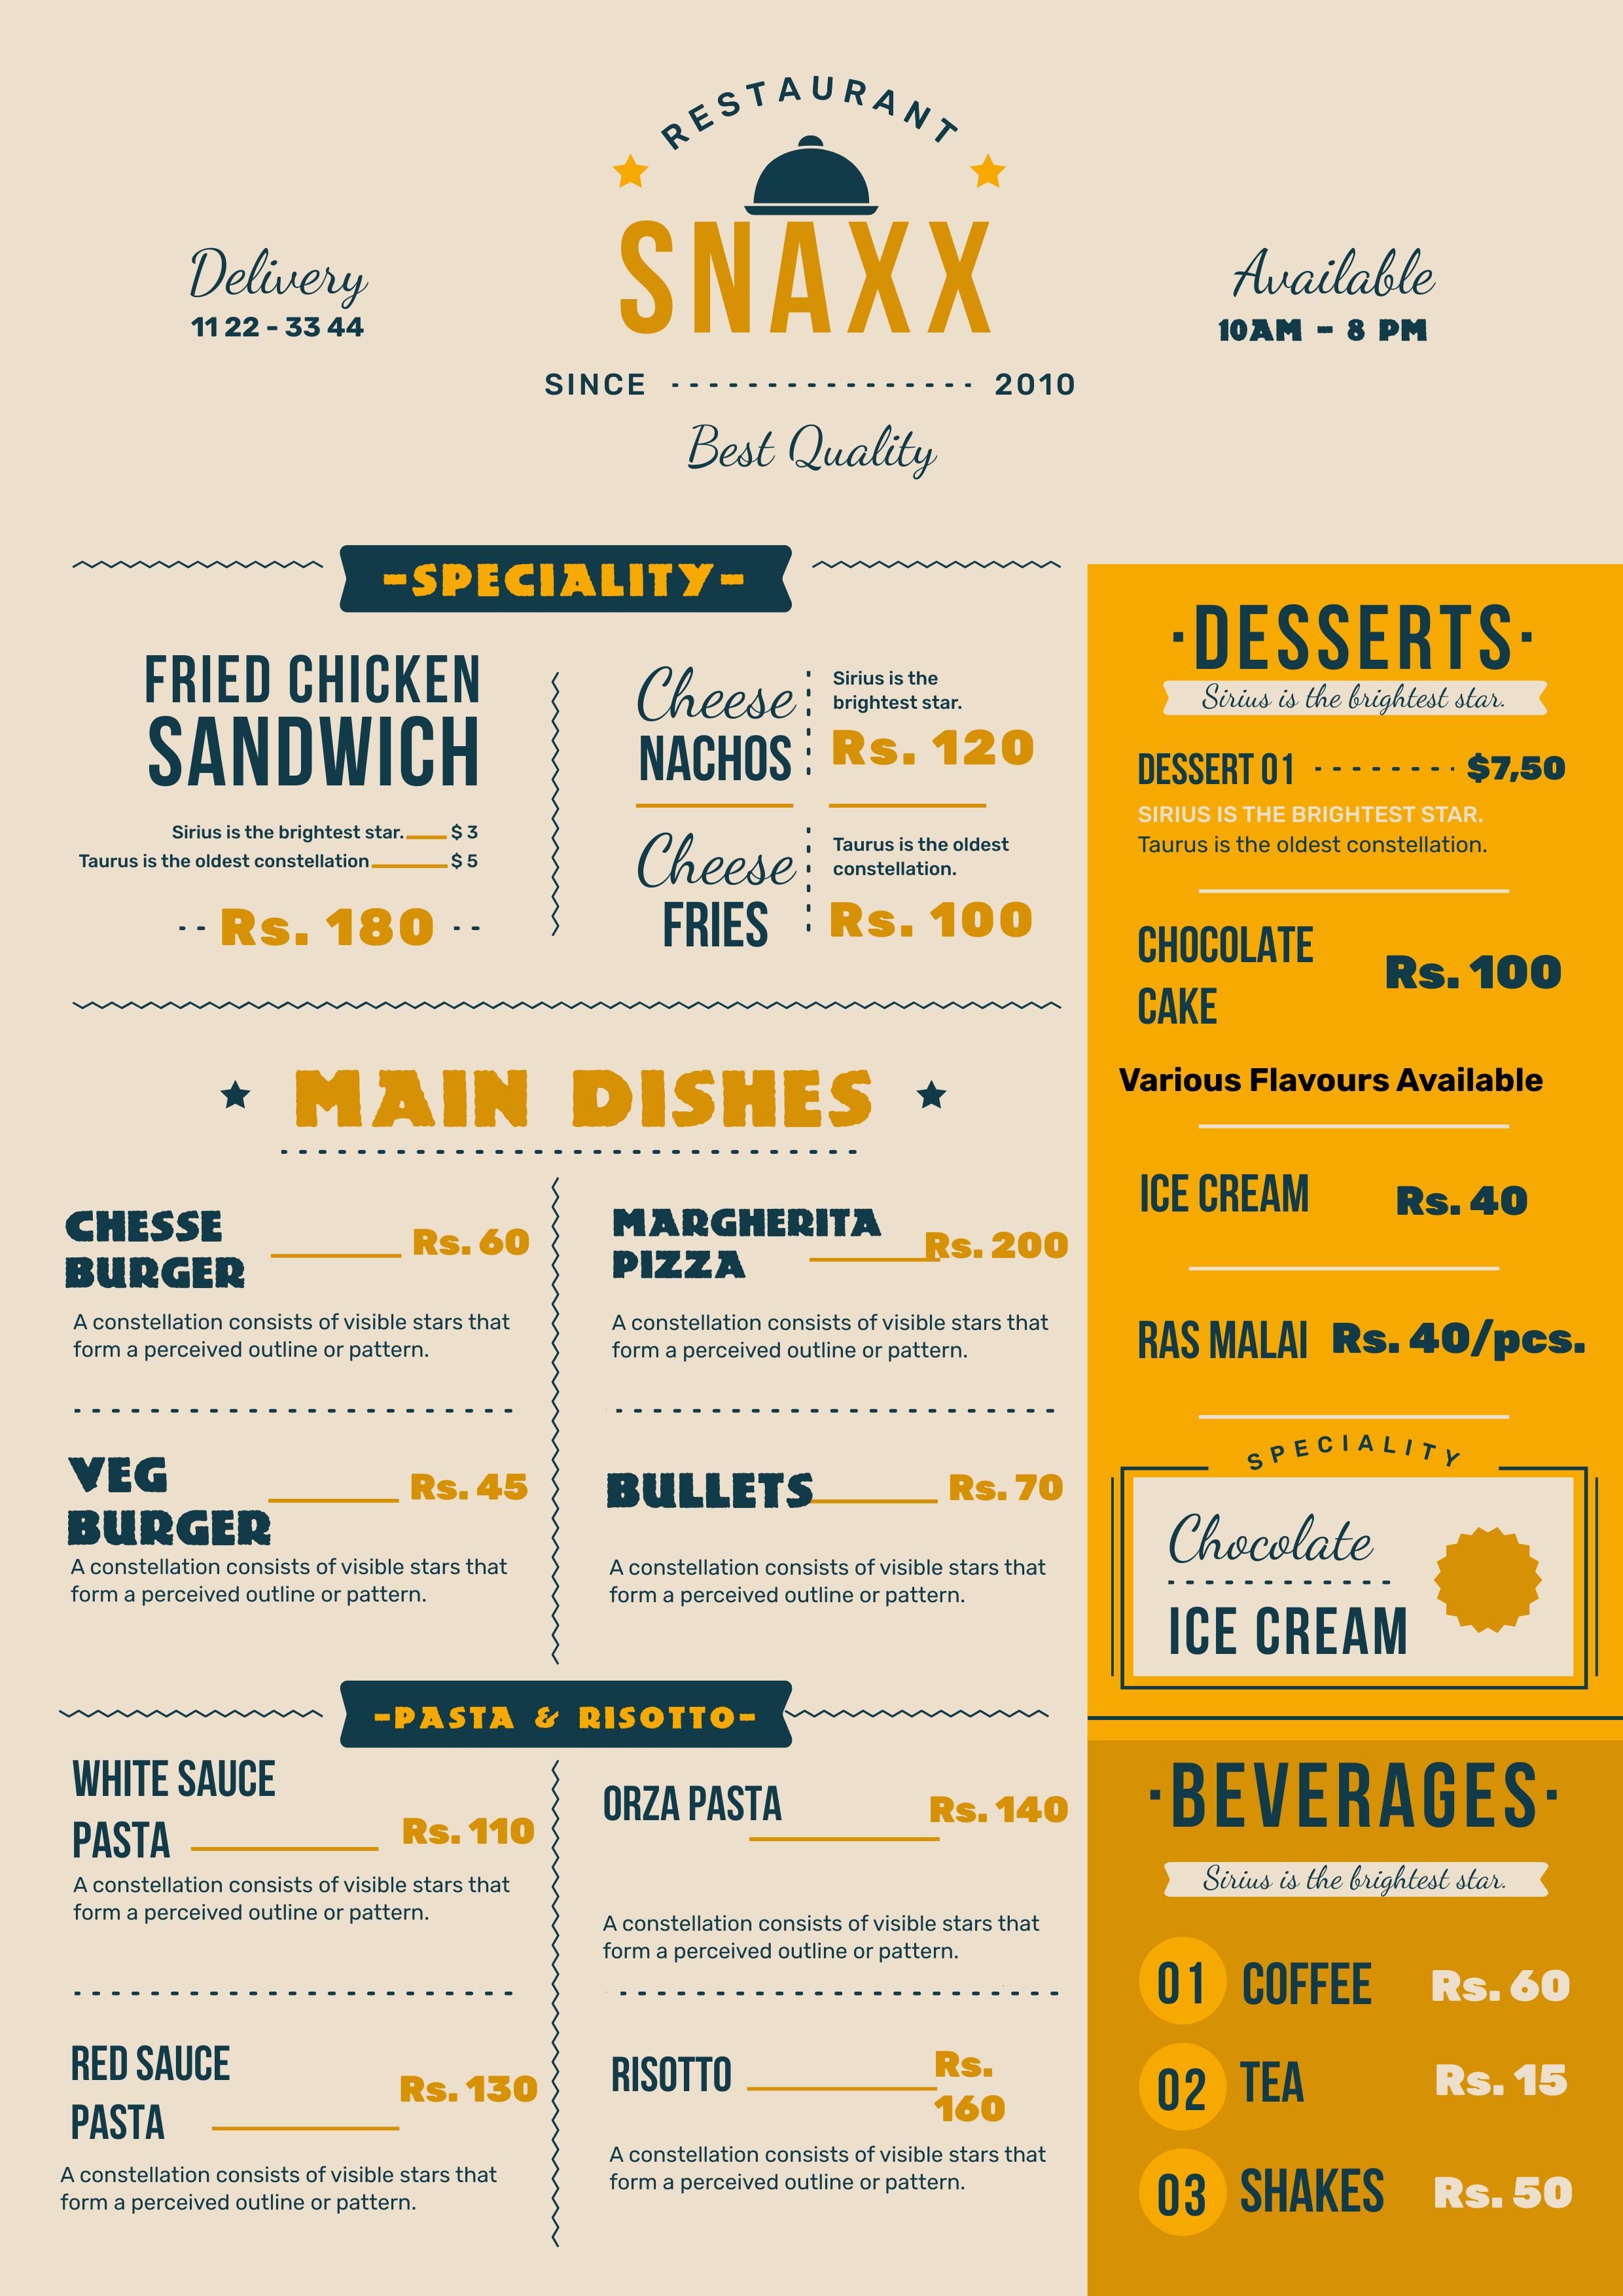 RESTAURANT
SNAXX
Delivery
11 22 - 33 44
Available
10AM - 8 PM
SINCE 2010
Best Quality
-SPECIALITY-
FRIED CHICKEN
SANDWICH
Sirius is the brightest star. $ 3
Taurus is the oldest constellation $ 5
-- Rs. 180 --
Cheese
NACHOS
Sirius is the
brightest star.
Rs. 120
Cheese
FRIES
Taurus is the oldest
constellation.
Rs. 100
MAIN DISHES
CHESSE
BURGER
Rs. 60
A constellation consists of visible stars that
form a perceived outline or pattern.
MARGHERITA
PIZZA
Rs. 200
A constellation consists of visible stars that
form a perceived outline or pattern.
VEG
BURGER
Rs. 45
A constellation consists of visible stars that
form a perceived outline or pattern.
BULLETS Rs. 70
A constellation consists of visible stars that
form a perceived outline or pattern.
-PASTA & RISOTTO-
WHITE SAUCE
PASTA Rs. 110
A constellation consists of visible stars that
form a perceived outline or pattern.
ORZA PASTA Rs. 140
A constellation consists of visible stars that
form a perceived outline or pattern.
RED SAUCE
PASTA
Rs. 130
A constellation consists of visible stars that
form a perceived outline or pattern.
RISOTTO
Rs.
160
A constellation consists of visible stars that
form a perceived outline or pattern.
·DESSERTS·
Sirius is the brightest star.
DESSERT 01 $7,50
SIRIUS IS THE BRIGHTEST STAR.
Taurus is the oldest constellation.
CHOCOLATE
CAKE
Rs. 100
Various Flavours Available
ICE CREAM Rs. 40
RAS MALAI Rs. 40/pcs.
SPECIALITY
Chocolate
ICE CREAM
·BEVERAGES·
Sirius is the brightest star.
01 COFFEE Rs. 60
02 TEA Rs. 15
03 SHAKES Rs. 50